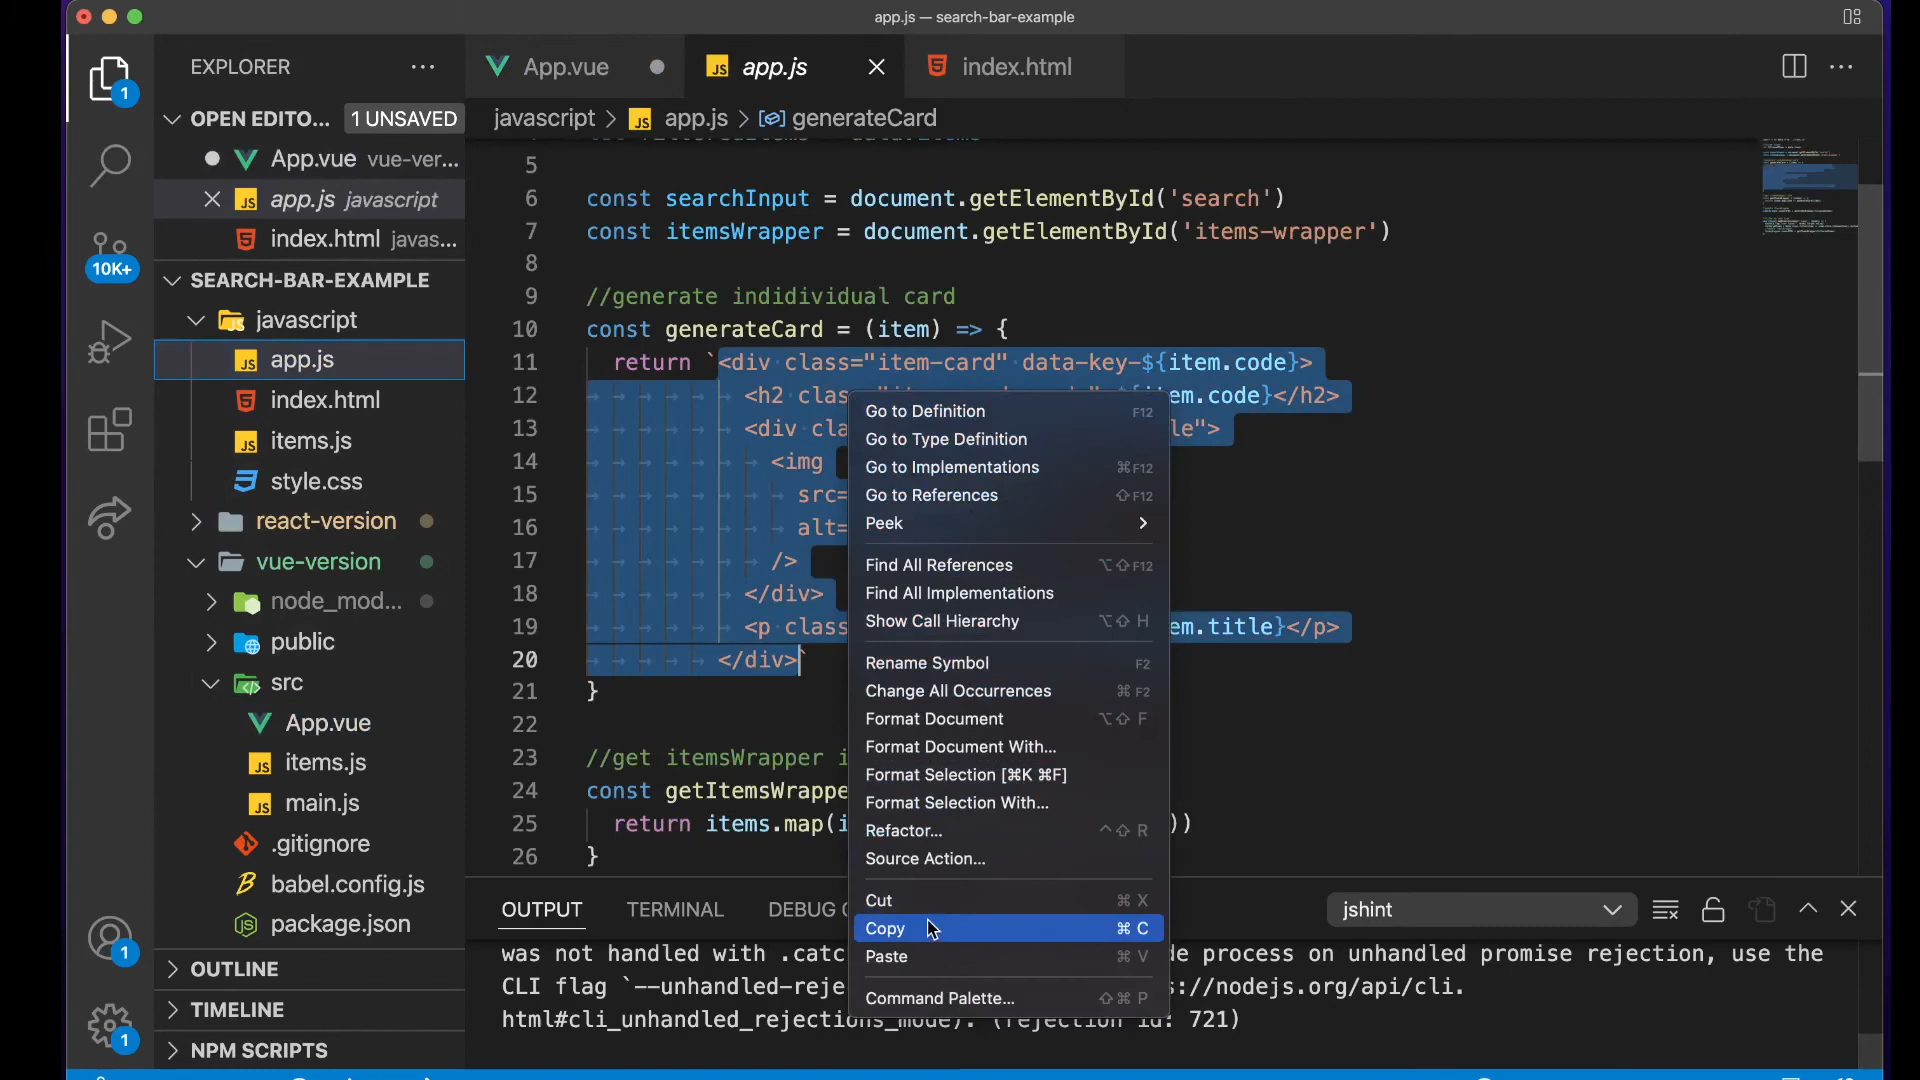 app.js — search-bar-example
EXPLORER
App.vue
app.js
index.html
1
OPEN EDITO... 1 UNSAVED
javascript > app.js > generateCard
App.vue vue-ver...
app.js javascript
index.html javas...
10K+
SEARCH-BAR-EXAMPLE
javascript
app.js
index.html
items.js
style.css
react-version
vue-version
node_mod...
public
src
App.vue
items.js
main.js
.gitignore
babel.config.js
package.json
OUTLINE
TIMELINE
NPM SCRIPTS
1
1
5
6 const searchInput = document.getElementById('search')
7 const itemsWrapper = document.getElementById('items-wrapper')
8
9 //generate indidividual card
10 const generateCard = (item) => {
11 return `<div class="item-card" data-key-${item.code}>
12 <h2 class= item.code}</h2>
13 <div cla le">
14 <img
15 src=
16 alt=
17 />
18 </div>
19 <p class em.title}</p>
20 </div>`
21 }
22
23 //get itemsWrapper i
24 const getItemsWrappe
25 return items.map(i ))
26 }
Go to Definition F12
Go to Type Definition
Go to Implementations ⌘F12
Go to References ⇧F12
Peek
Find All References ⌥⇧F12
Find All Implementations
Show Call Hierarchy ⌥⇧ H
Rename Symbol F2
Change All Occurrences ⌘ F2
Format Document ⌥⇧ F
Format Document With...
Format Selection [⌘K ⌘F]
Format Selection With...
Refactor... ^⇧ R
Source Action...
Cut ⌘ X
Copy ⌘ C
Paste ⌘ V
Command Palette... ⇧⌘ P
OUTPUT TERMINAL DEBUG
jshint
was not handled with .catc de process on unhandled promise rejection, use the
CLI flag `--unhandled-reje s://nodejs.org/api/cli.
html#cli_unhandled_rejections_mode). (rejection id: 721)